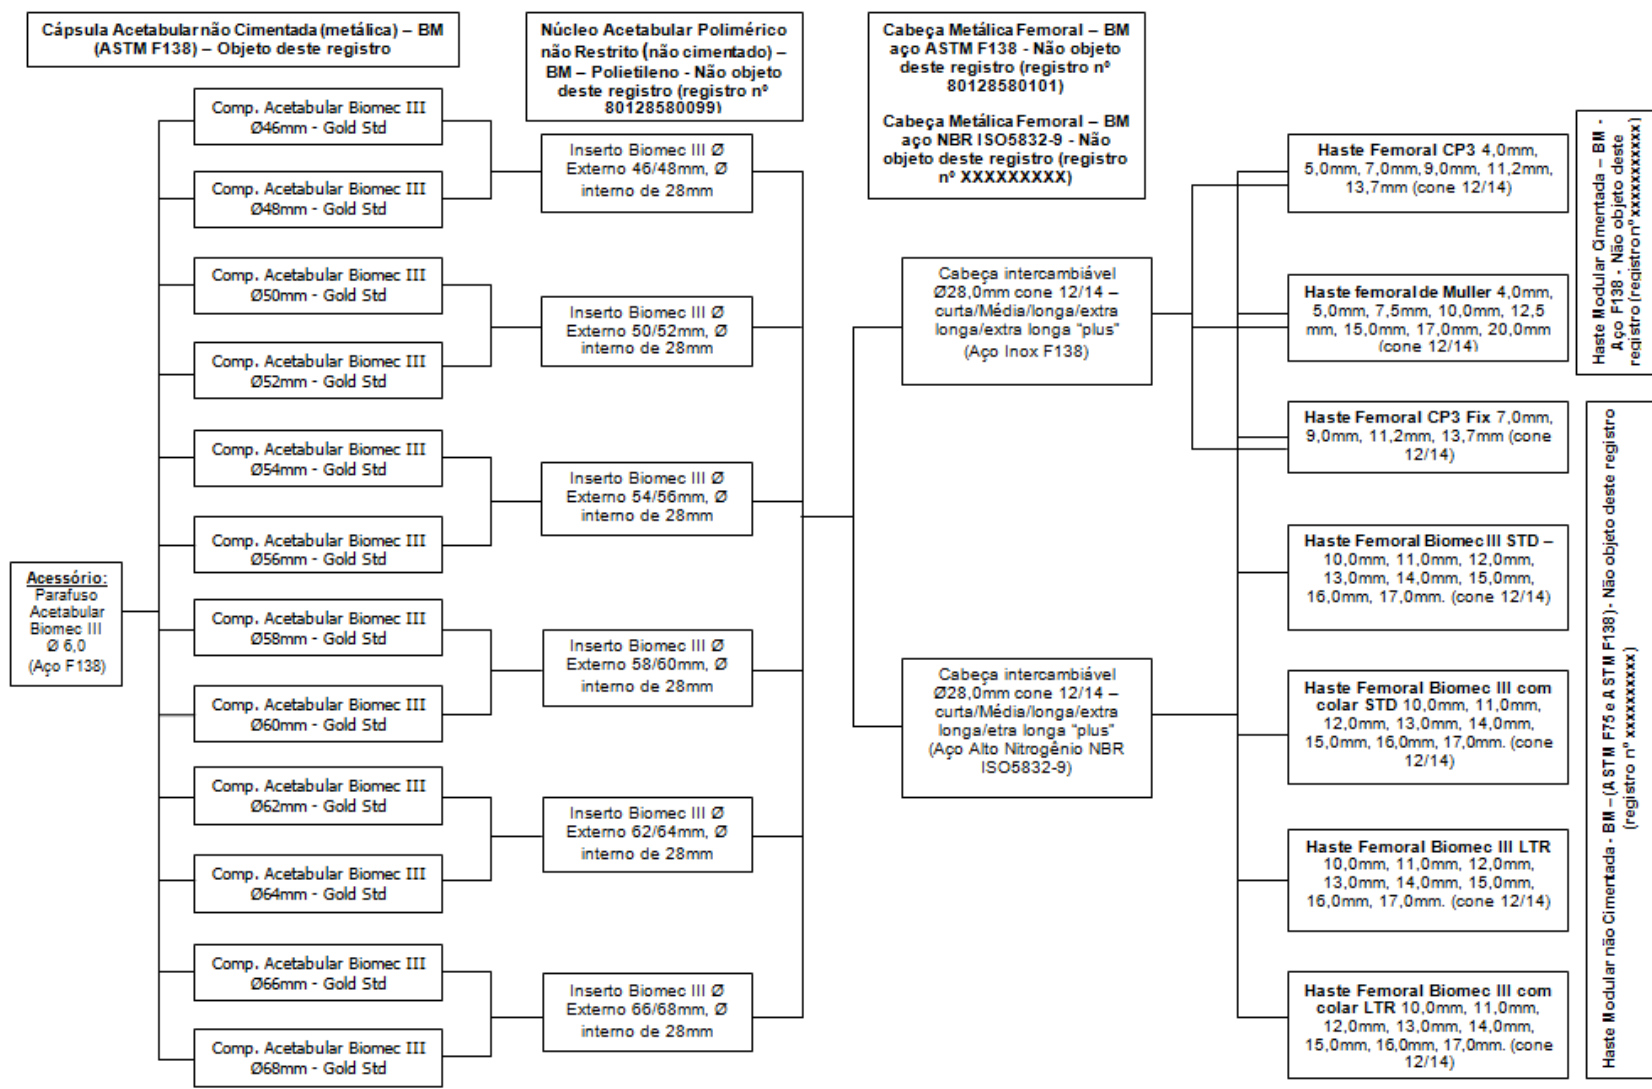 Cápsula Acetabular não Cimentada (metálica) – BM
(ASTM F138) – Objeto deste registro
Núcleo Acetabular Polimérico
não Restrito (não cimentado) –
BM – Polietileno - Não objeto
deste registro (registro nº
80128580099)
Cabeça Metálica Femoral – BM
aço ASTM F138 - Não objeto
deste registro (registro nº
80128580101)
Cabeça Metálica Femoral – BM
aço NBR ISO5832-9 - Não
objeto deste registro (registro
nº XXXXXXXXX)
Acessório:
Parafuso
Acetabular
Biomec III
Ø 6,0
(Aço F138)
Comp. Acetabular Biomec III
Ø46mm - Gold Std
Comp. Acetabular Biomec III
Ø48mm - Gold Std
Comp. Acetabular Biomec III
Ø50mm - Gold Std
Comp. Acetabular Biomec III
Ø52mm - Gold Std
Comp. Acetabular Biomec III
Ø54mm - Gold Std
Comp. Acetabular Biomec III
Ø56mm - Gold Std
Comp. Acetabular Biomec III
Ø58mm - Gold Std
Comp. Acetabular Biomec III
Ø60mm - Gold Std
Comp. Acetabular Biomec III
Ø62mm - Gold Std
Comp. Acetabular Biomec III
Ø64mm - Gold Std
Comp. Acetabular Biomec III
Ø66mm - Gold Std
Comp. Acetabular Biomec III
Ø68mm - Gold Std
Inserto Biomec III Ø
Externo 46/48mm, Ø
interno de 28mm
Inserto Biomec III Ø
Externo 50/52mm, Ø
interno de 28mm
Inserto Biomec III Ø
Externo 54/56mm, Ø
interno de 28mm
Inserto Biomec III Ø
Externo 58/60mm, Ø
interno de 28mm
Inserto Biomec III Ø
Externo 62/64mm, Ø
interno de 28mm
Inserto Biomec III Ø
Externo 66/68mm, Ø
interno de 28mm
Cabeça intercambiável
Ø28,0mm cone 12/14 –
curta/Média/longa/extra
longa/extra longa “plus”
(Aço Inox F138)
Cabeça intercambiável
Ø28,0mm cone 12/14 –
curta/Média/longa/extra
longa/etra longa “plus”
(Aço Alto Nitrogênio NBR
ISO5832-9)
Haste Femoral CP3 4,0mm,
5,0mm, 7,0mm, 9,0mm, 11,2mm,
13,7mm (cone 12/14)
Haste femoral de Muller 4,0mm,
5,0mm, 7,5mm, 10,0mm, 12,5
mm, 15,0mm, 17,0mm, 20,0mm
(cone 12/14)
Haste Femoral CP3 Fix 7,0mm,
9,0mm, 11,2mm, 13,7mm (cone
12/14)
Haste Femoral Biomec III STD –
10,0mm, 11,0mm, 12,0mm,
13,0mm, 14,0mm, 15,0mm,
16,0mm, 17,0mm. (cone 12/14)
Haste Femoral Biomec III com
colar STD 10,0mm, 11,0mm,
12,0mm, 13,0mm, 14,0mm,
15,0mm, 16,0mm, 17,0mm. (cone
12/14)
Haste Femoral Biomec III LTR
10,0mm, 11,0mm, 12,0mm,
13,0mm, 14,0mm, 15,0mm,
16,0mm, 17,0mm. (cone 12/14)
Haste Femoral Biomec III com
colar LTR 10,0mm, 11,0mm,
12,0mm, 13,0mm, 14,0mm,
15,0mm, 16,0mm, 17,0mm. (cone
12/14)
Haste Modular Cimentada – BM -
Aço F138 - Não objeto deste
registro (registro nº xxxxxxxxxxx)
Haste Modular não Cimentada - BM – (ASTM F75 e ASTM F138) - Não objeto deste registro
(registro nº xxxxxxxxxxx)